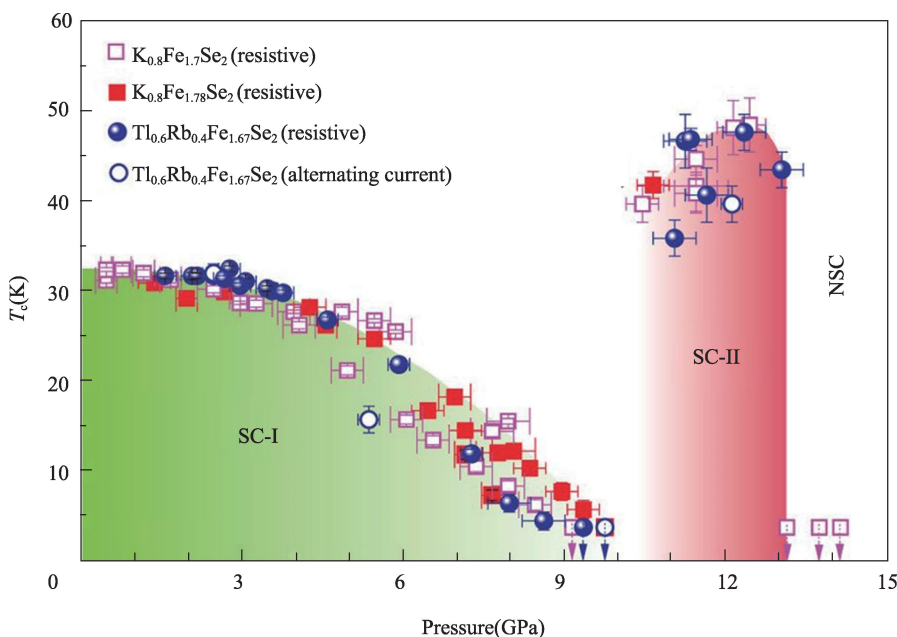 60
50
40
30
20
10
0
3
6
9
12
15
Tc(K)
Pressure(GPa)
K0.8Fe1.7Se2 (resistive)
K0.8Fe1.78Se2 (resistive)
Tl0.6Rb0.4Fe1.67Se2 (resistive)
Tl0.6Rb0.4Fe1.67Se2 (alternating current)
SC-I
SC-II
NSC